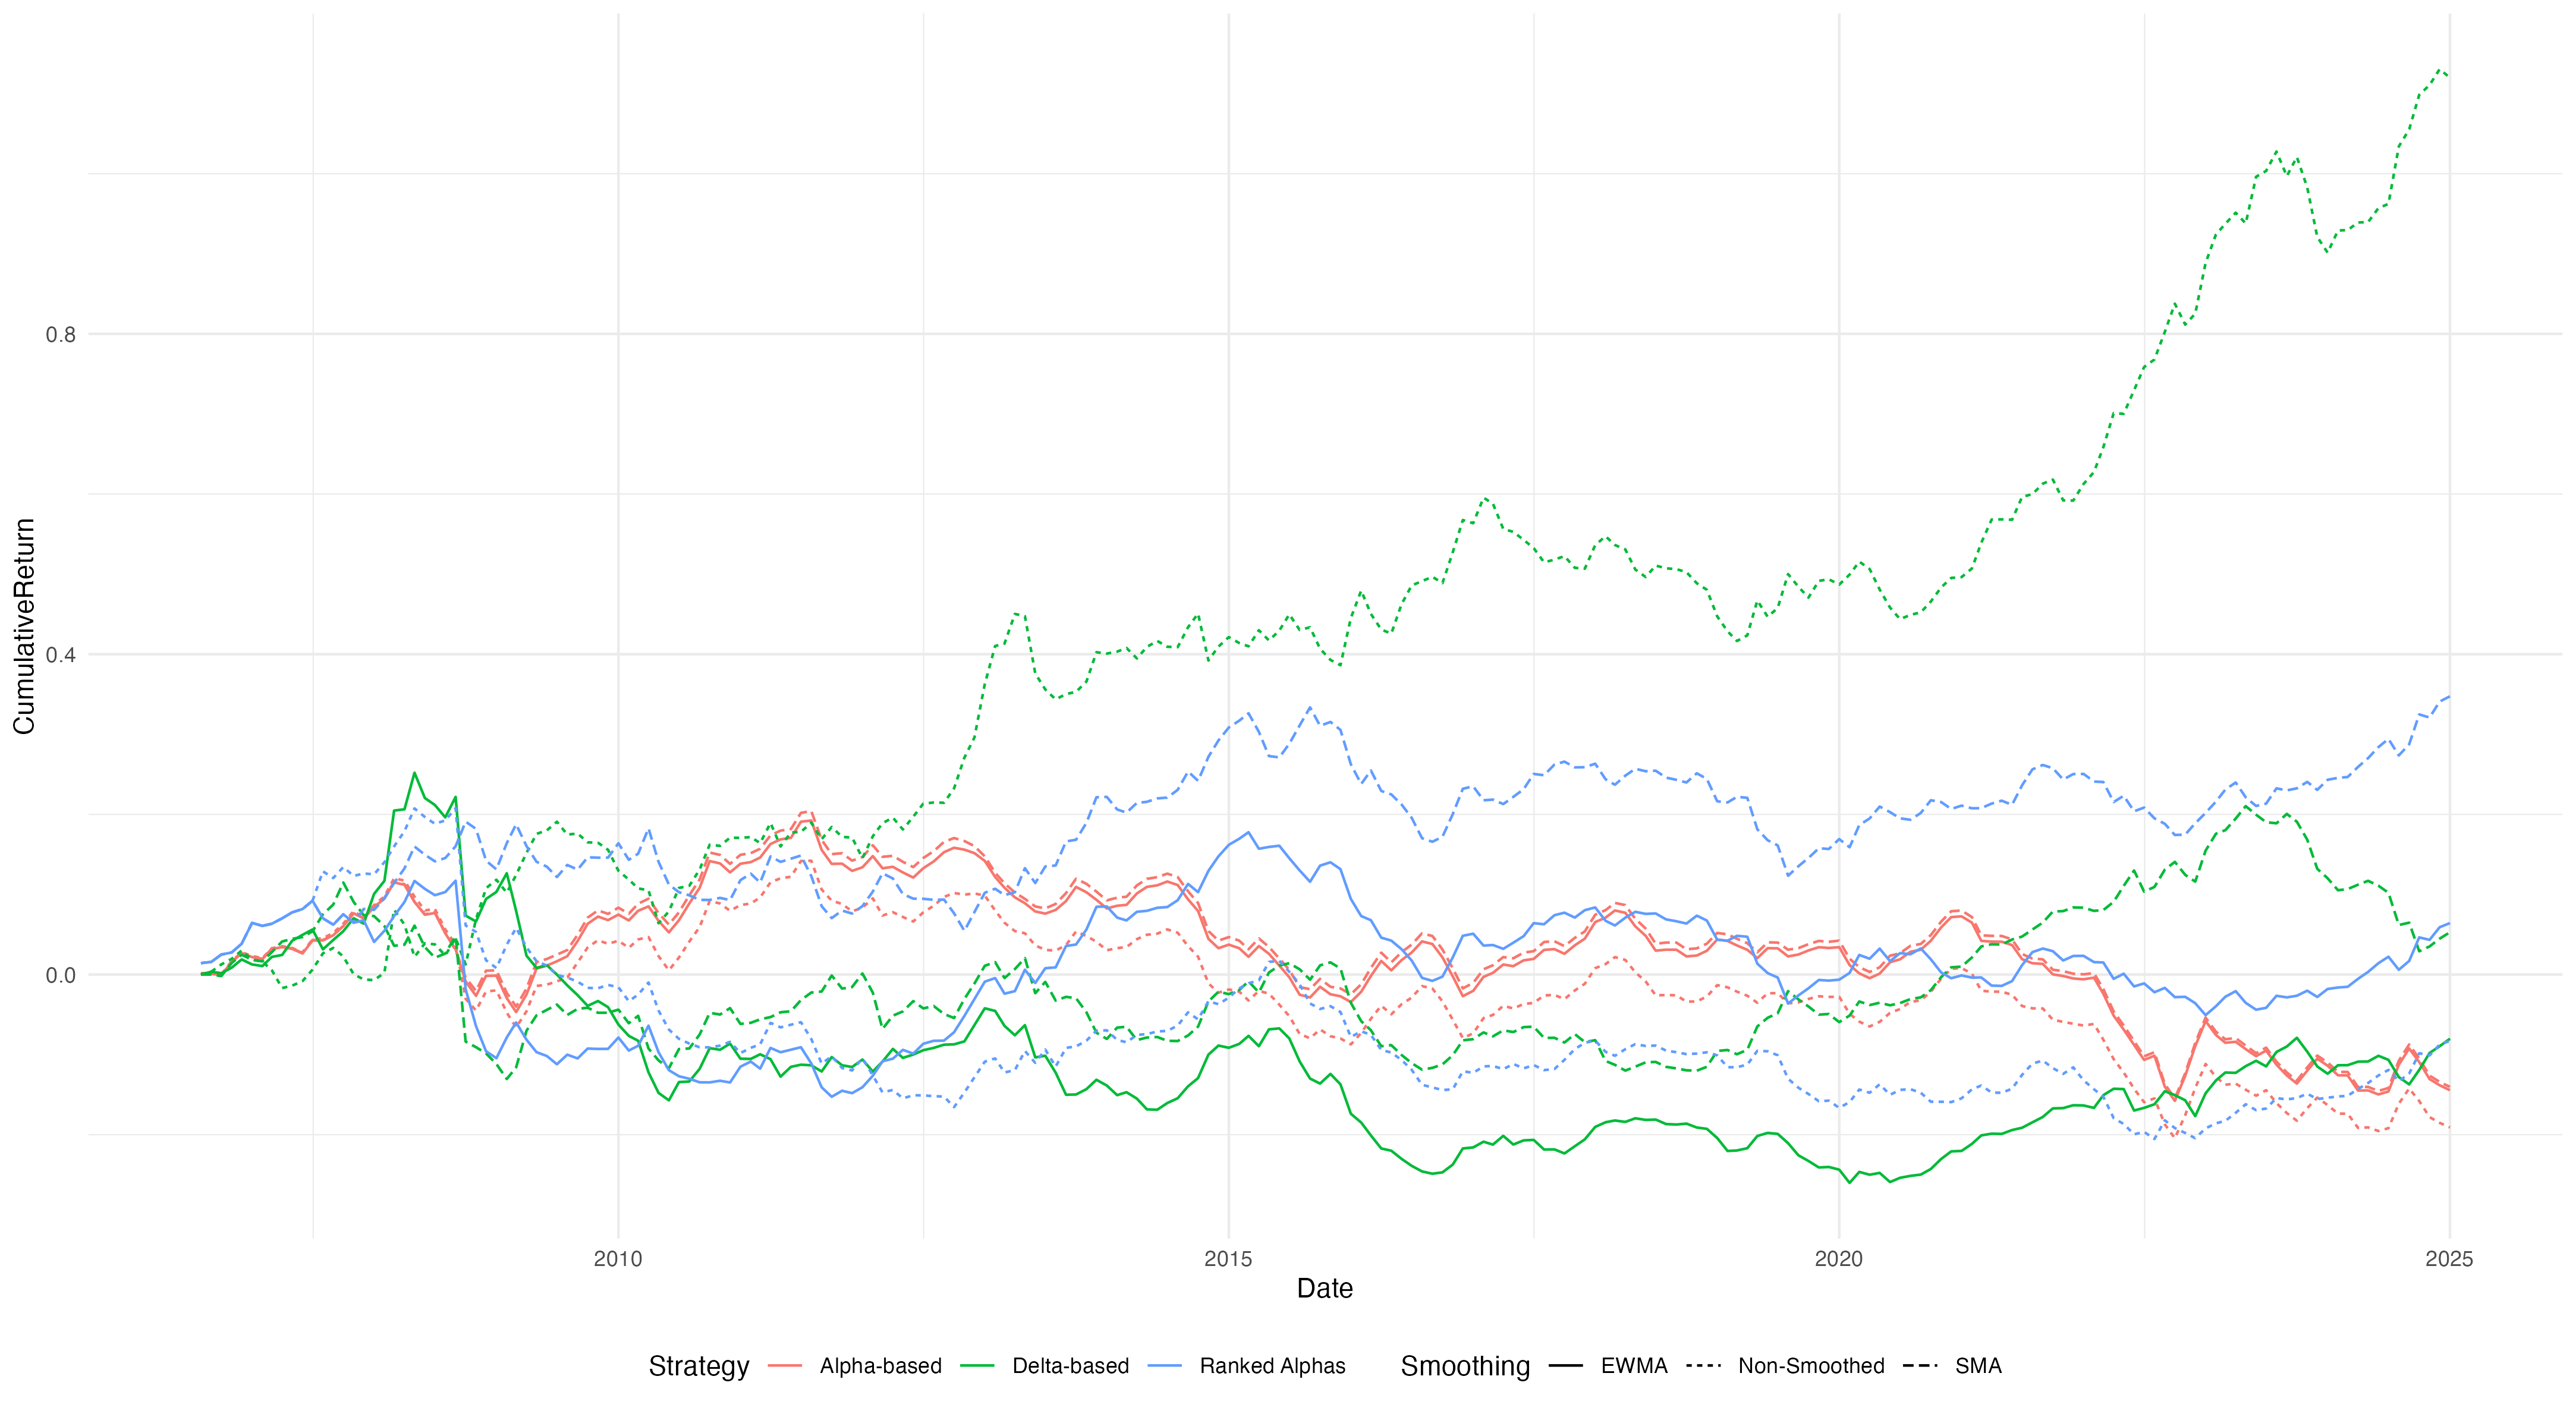 CumulativeReturn
0.8
0.4
0.0
2010 2015 2020 2025
Date
Strategy Alpha-based Delta-based Ranked Alphas Smoothing EWMA Non-Smoothed SMA